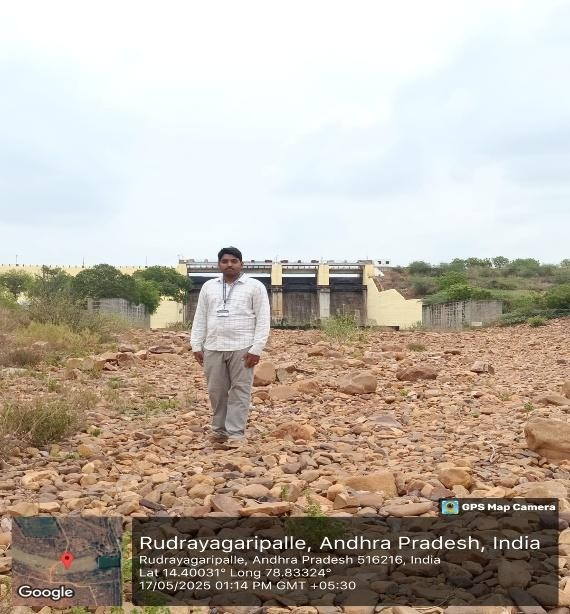 GPS Map Camera
Rudrayagaripalle, Andhra Pradesh, India
Rudrayagaripalle, Andhra Pradesh 516216, India
Lat 14.40031° Long 78.83324°
17/05/2025 01:14 PM GMT +05:30
Google